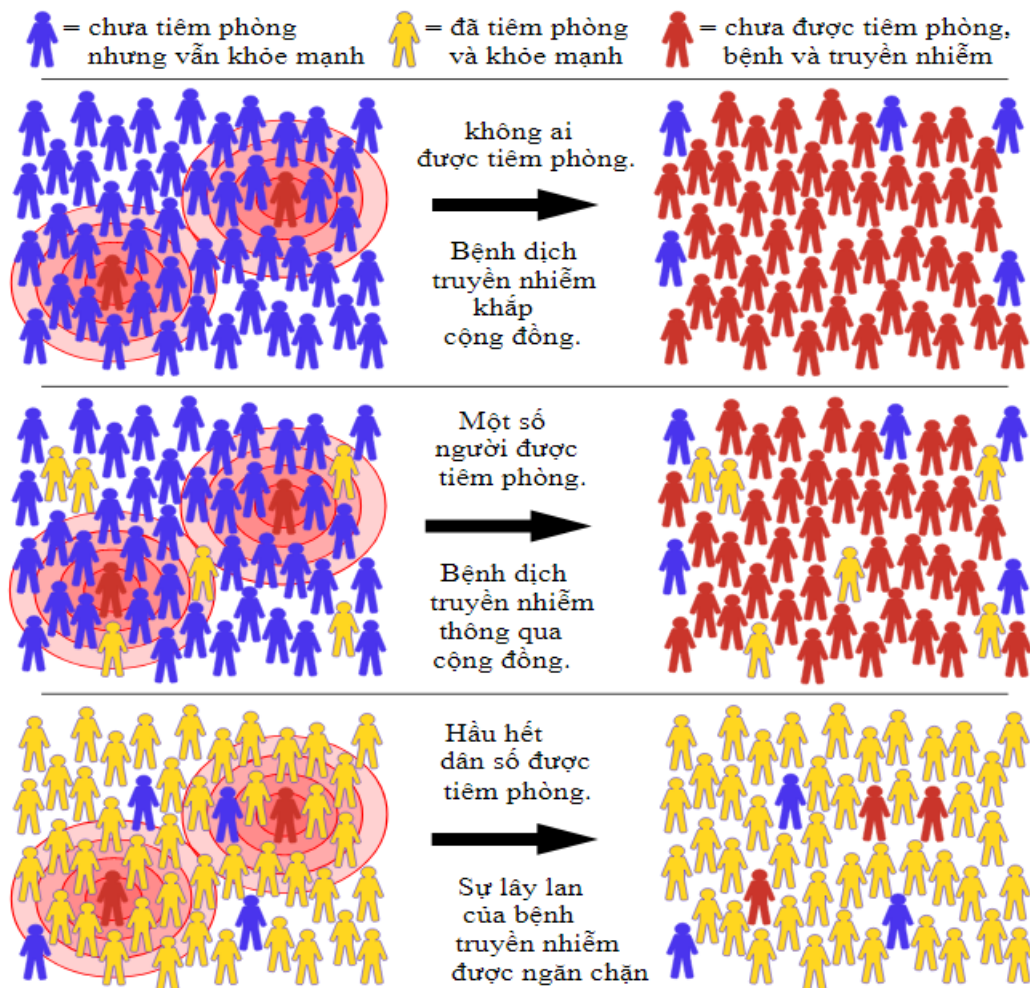 = chưa tiêm phòng
nhưng vẫn khỏe mạnh
= đã tiêm phòng
và khỏe mạnh
= chưa được tiêm phòng,
bệnh và truyền nhiễm
không ai
được tiêm phòng.
Bệnh dịch
truyền nhiễm
khắp
cộng đồng.
Một số
người được
tiêm phòng.
Bệnh dịch
truyền nhiễm
thông qua
cộng đồng.
Hầu hết
dân số được
tiêm phòng.
Sự lây lan
của bệnh
truyền nhiễm
được ngăn chặn